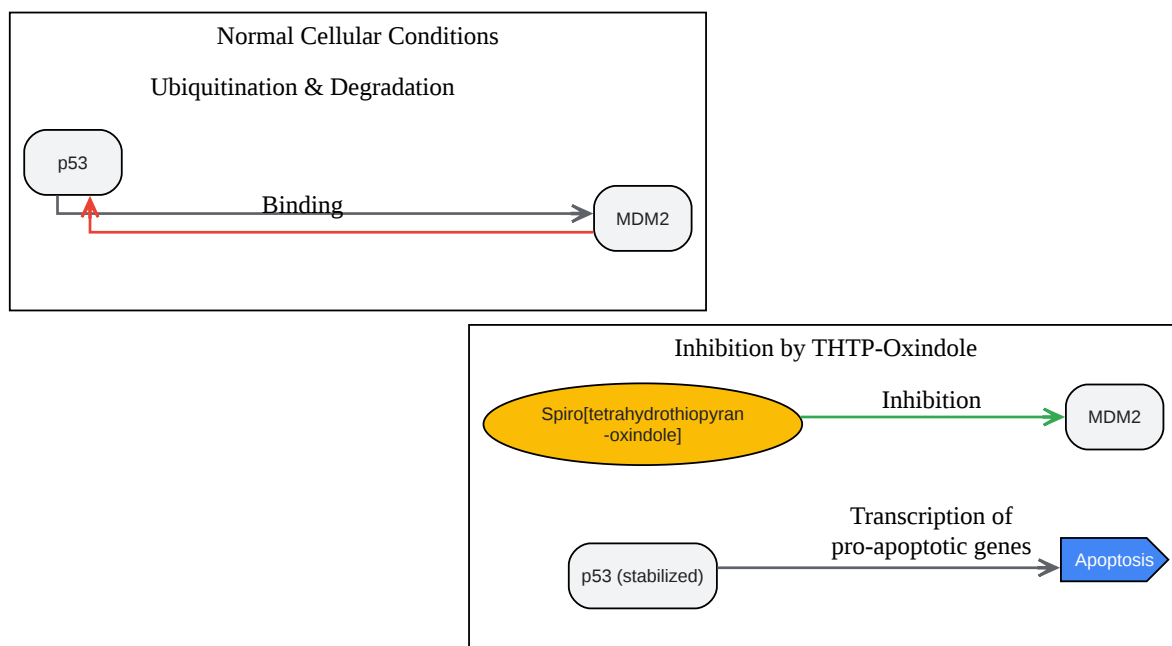 Normal Cellular Conditions
Ubiquitination & Degradation
p53
Binding
MDM2
Inhibition by THTP-Oxindole
Spiro[tetrahydrothiopyran
-oxindole]
Inhibition
MDM2
Transcription of
pro-apoptotic genes
p53 (stabilized)
Apoptosis